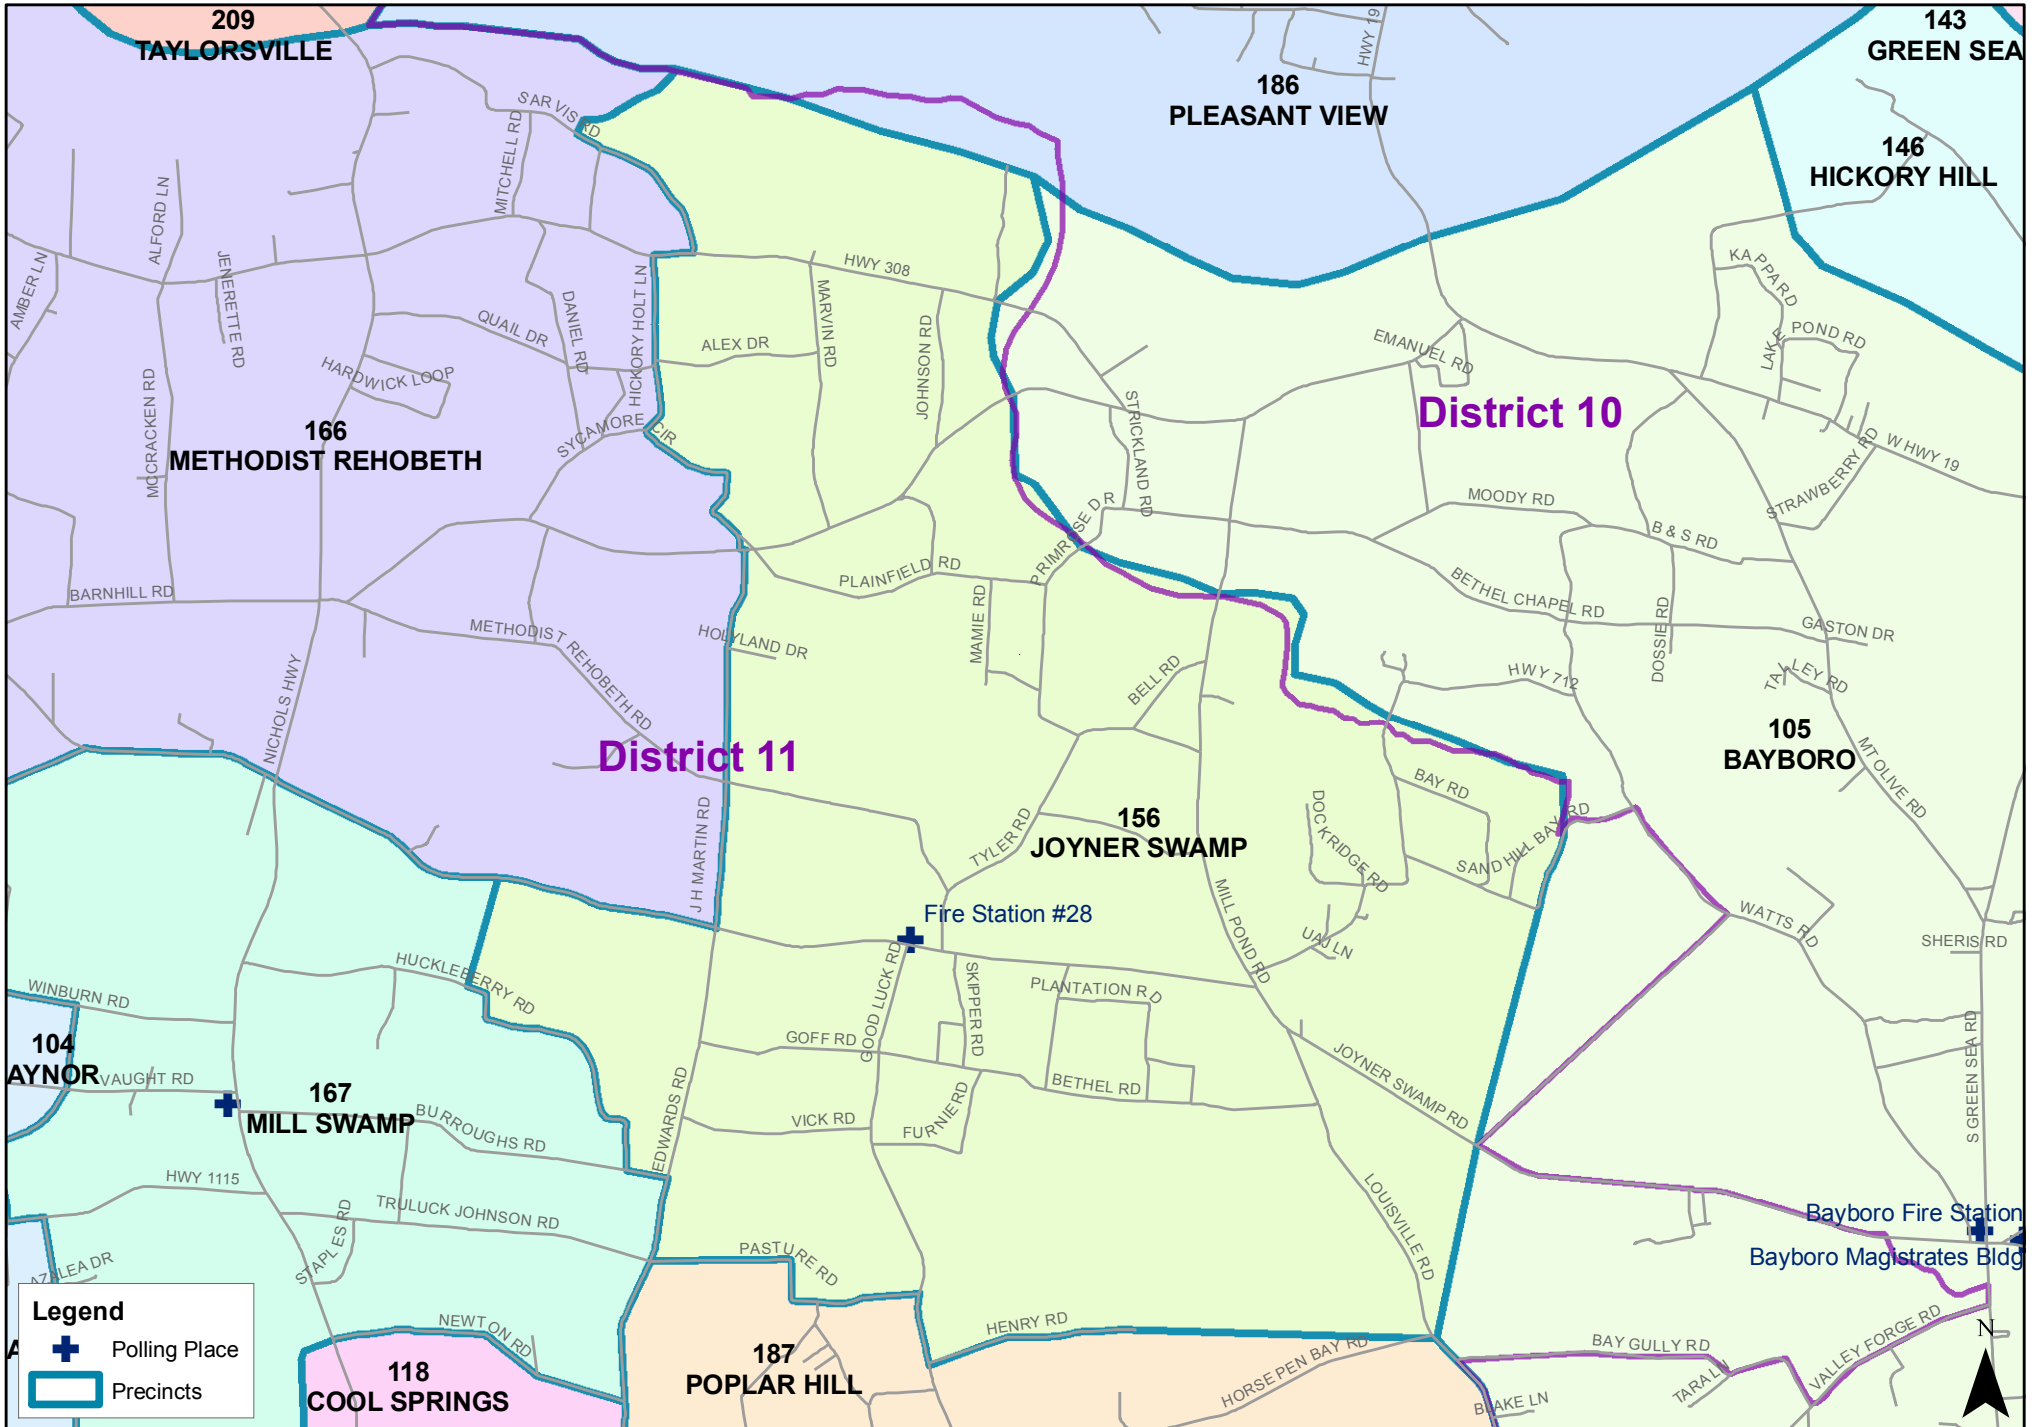 209
TAYLORSVILLE
143
GREEN SEA
HWY 19
186
PLEASANT VIEW
146
HICKORY HILL
SARVIS RD
MITCHELL RD
ALFORD LN
JENERETTE RD
AMBER LN
HWY 308
KAPPA RD
LAKE POND RD
MARVIN RD
JOHNSON RD
HICKORY HOLT LN
DANIEL RD
QUAIL DR
ALEX DR
EMANUEL RD
HARDWICK LOOP
MCCRACKEN RD
District 10
SYCAMORE CIR
STRICKLAND RD
166
METHODIST REHOBETH
W HWY 19
STRAWBERRY RD
MOODY RD
B & S RD
PRIMROSE DR
PLAINFIELD RD
BETHEL CHAPEL RD
BARNHILL RD
METHODIST REHOBETH RD
HOLYLAND DR
MAMIE RD
DOSSIE RD
GASTON DR
BELL RD
HWY 712
TALLEY RD
NICHOLS HWY
District 11
105
BAYBORO
MT OLIVE RD
BAY RD
DOCKRIDGE RD
SAND HILL BAY RD
J H MARTIN RD
TYLER RD
156
JOYNER SWAMP
Fire Station #28
MILL POND RD
UAJ LN
WATTS RD
SHERIS RD
HUCKLEBERRY RD
WINBURN RD
GOOD LUCK RD
SKIPPER RD
PLANTATION RD
GOFF RD
JOYNER SWAMP RD
S GREEN SEA RD
104
AYNOR
VAUGHT RD
167
MILL SWAMP
BURROUGHS RD
EDWARDS RD
VICK RD
FURNIE RD
BETHEL RD
HWY 1115
TRULUCK JOHNSON RD
STAPLES RD
LOUISVILLE RD
Bayboro Fire Station
Bayboro Magistrates Bldg
AZALEA DR
PASTURE RD
HENRY RD
NEWTON RD
118
COOL SPRINGS
187
POPLAR HILL
HORSE PEN BAY RD
BAY GULLY RD
TARA LN
VALLEY FORGE RD
BLAKE LN
N
Legend
Polling Place
Precincts